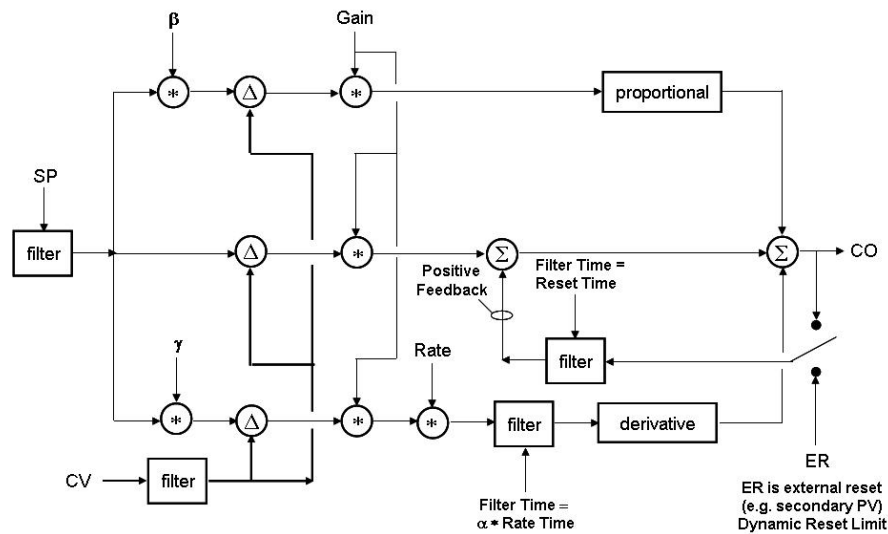 β
Gain
*
Δ
*
proportional
SP
filter
Δ
*
Σ
Σ
CO
Positive
Feedback
Filter Time =
Reset Time
filter
γ
Rate
*
Δ
*
*
filter
derivative
CV
filter
Filter Time =
α * Rate Time
ER
ER is external reset
(e.g. secondary PV)
Dynamic Reset Limit